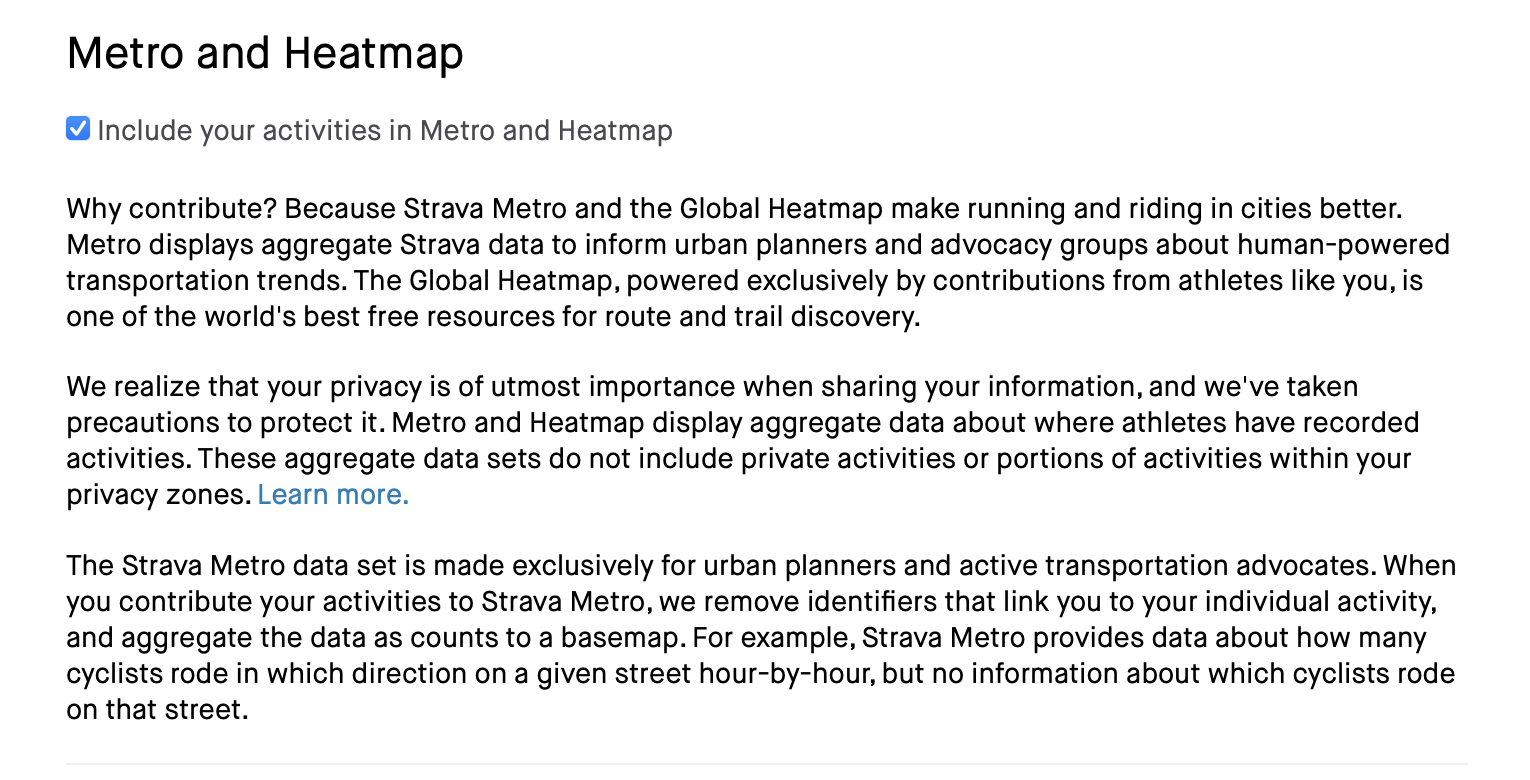 Metro and Heatmap
Include your activities in Metro and Heatmap
Why contribute? Because Strava Metro and the Global Heatmap make running and riding in cities better.
Metro displays aggregate Strava data to inform urban planners and advocacy groups about human-powered
transportation trends. The Global Heatmap, powered exclusively by contributions from athletes like you, is
one of the world's best free resources for route and trail discovery.
We realize that your privacy is of utmost importance when sharing your information, and we've taken
precautions to protect it. Metro and Heatmap display aggregate data about where athletes have recorded
activities. These aggregate data sets do not include private activities or portions of activities within your
privacy zones. Learn more.
The Strava Metro data set is made exclusively for urban planners and active transportation advocates. When
you contribute your activities to Strava Metro, we remove identifiers that link you to your individual activity,
and aggregate the data as counts to a basemap. For example, Strava Metro provides data about how many
cyclists rode in which direction on a given street hour-by-hour, but no information about which cyclists rode
on that street.